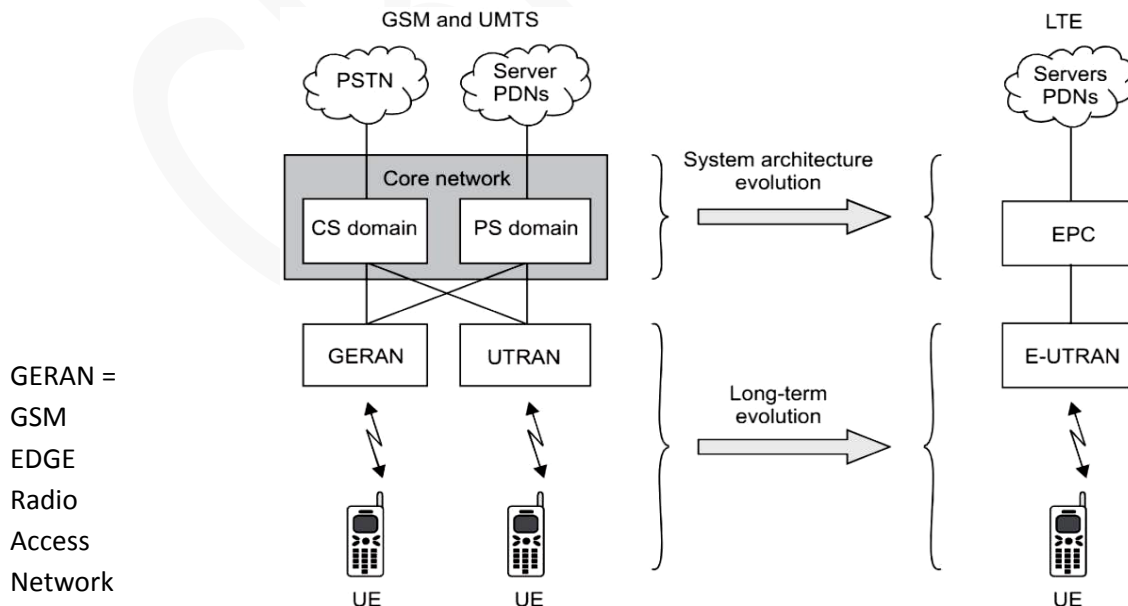 GSM and UMTS
LTE
PSTN
Server
PDNs
Servers
PDNs
Core network
CS domain
PS domain
System architecture
evolution
EPC
GERAN
UTRAN
E-UTRAN
GERAN =
GSM
EDGE
Radio
Access
Network
Long-term
evolution
UE
UE
UE